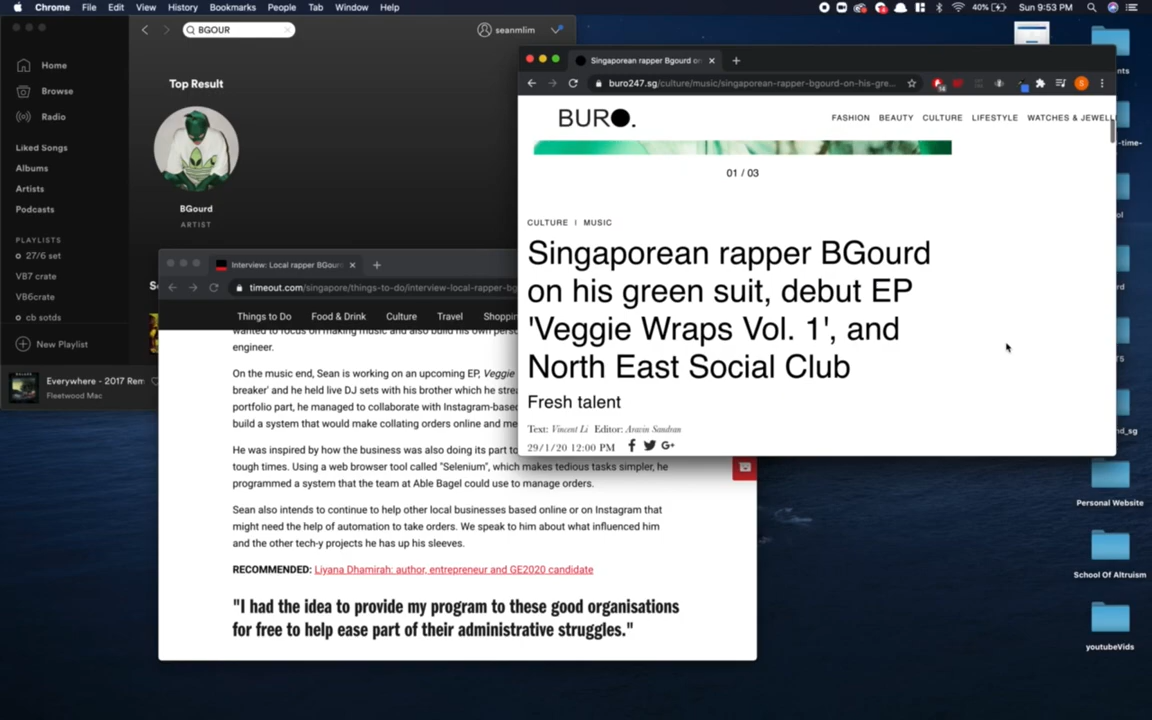 Chrome File Edit View History Bookmarks People Tab Window Help
40% Sun 9:53 PM
BGOUR
seanmlim
Home
Browse
Radio
Liked Songs
Albums
Artists
Podcasts
PLAYLISTS
27/6 set
VB7 crate
VB6crate
cb sotds
New Playlist
Everywhere - 2017 Rem
Fleetwood Mac
Top Result
BGourd
ARTIST
Singaporean rapper Bgourd on
buro247.sg/culture/music/singaporean-rapper-bgourd-on-his-gre...
BURO.
FASHION BEAUTY CULTURE LIFESTYLE WATCHES & JEWELL
01 / 03
CULTURE | MUSIC
Singaporean rapper BGourd
on his green suit, debut EP
'Veggie Wraps Vol. 1', and
North East Social Club
Fresh talent
Text: Vincent Li Editor: Aravin Sandran
29/1/20 12:00 PM
Interview: Local rapper BGour
timeout.com/singapore/things-to-do/interview-local-rapper-bg
Things to Do Food & Drink Culture Travel Shoppin
wanted to focus on making music and also build his own pers
engineer.
On the music end, Sean is working on an upcoming EP, Veggie
breaker' and he held live DJ sets with his brother which he stre
portfolio part, he managed to collaborate with Instagram-base
build a system that would make collating orders online and me
He was inspired by how the business was also doing its part to
tough times. Using a web browser tool called "Selenium", which makes tedious tasks simpler, he
programmed a system that the team at Able Bagel could use to manage orders.
Sean also intends to continue to help other local businesses based online or on Instagram that
might need the help of automation to take orders. We speak to him about what influenced him
and the other tech-y projects he has up his sleeves.
RECOMMENDED: Liyana Dhamirah: author, entrepreneur and GE2020 candidate
"I had the idea to provide my program to these good organisations
for free to help ease part of their administrative struggles."
nts
-time-
ol
T5
nd_sg
Personal Website
School Of Altruism
youtubeVids